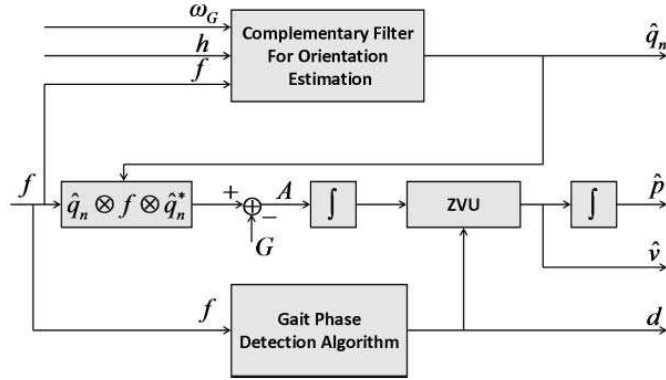 ω_G
h
f
Complementary Filter
For Orientation
Estimation
q̂_n
f
q̂_n ⊗ f ⊗ q̂_n^*
+
−
G
A
∫
ZVU
∫
p̂
v̂
f
Gait Phase
Detection Algorithm
d